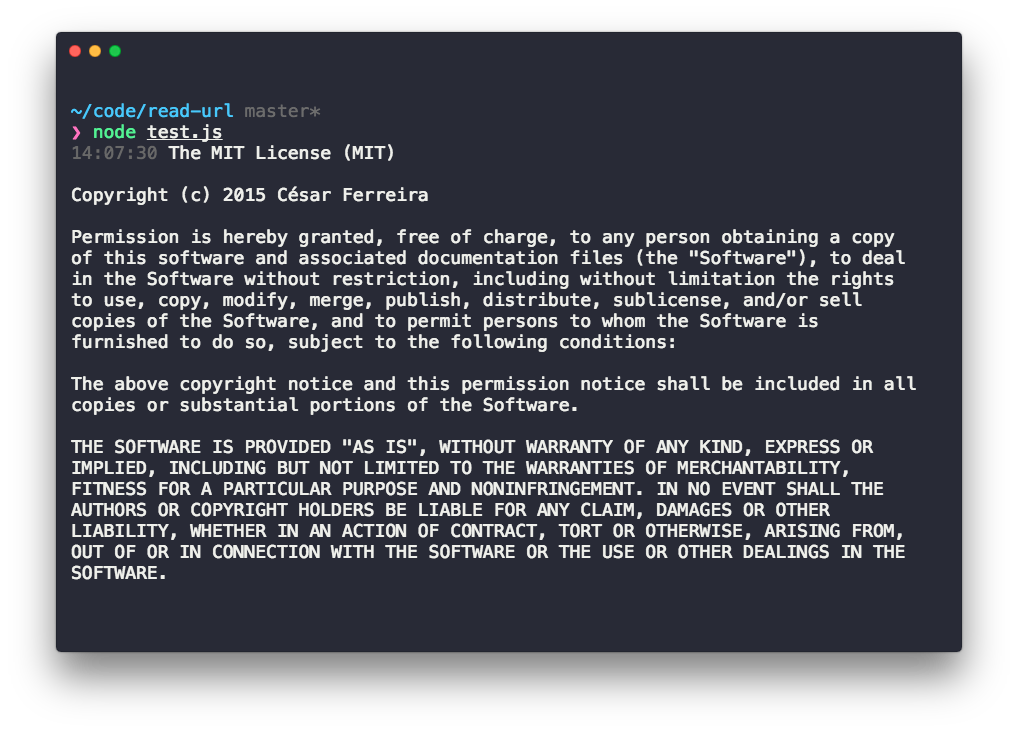 ~/code/read-url master*
❯ node test.js
14:07:30 The MIT License (MIT)
Copyright (c) 2015 César Ferreira
Permission is hereby granted, free of charge, to any person obtaining a copy
of this software and associated documentation files (the "Software"), to deal
in the Software without restriction, including without limitation the rights
to use, copy, modify, merge, publish, distribute, sublicense, and/or sell
copies of the Software, and to permit persons to whom the Software is
furnished to do so, subject to the following conditions:
The above copyright notice and this permission notice shall be included in all
copies or substantial portions of the Software.
THE SOFTWARE IS PROVIDED "AS IS", WITHOUT WARRANTY OF ANY KIND, EXPRESS OR
IMPLIED, INCLUDING BUT NOT LIMITED TO THE WARRANTIES OF MERCHANTABILITY,
FITNESS FOR A PARTICULAR PURPOSE AND NONINFRINGEMENT. IN NO EVENT SHALL THE
AUTHORS OR COPYRIGHT HOLDERS BE LIABLE FOR ANY CLAIM, DAMAGES OR OTHER
LIABILITY, WHETHER IN AN ACTION OF CONTRACT, TORT OR OTHERWISE, ARISING FROM,
OUT OF OR IN CONNECTION WITH THE SOFTWARE OR THE USE OR OTHER DEALINGS IN THE
SOFTWARE.